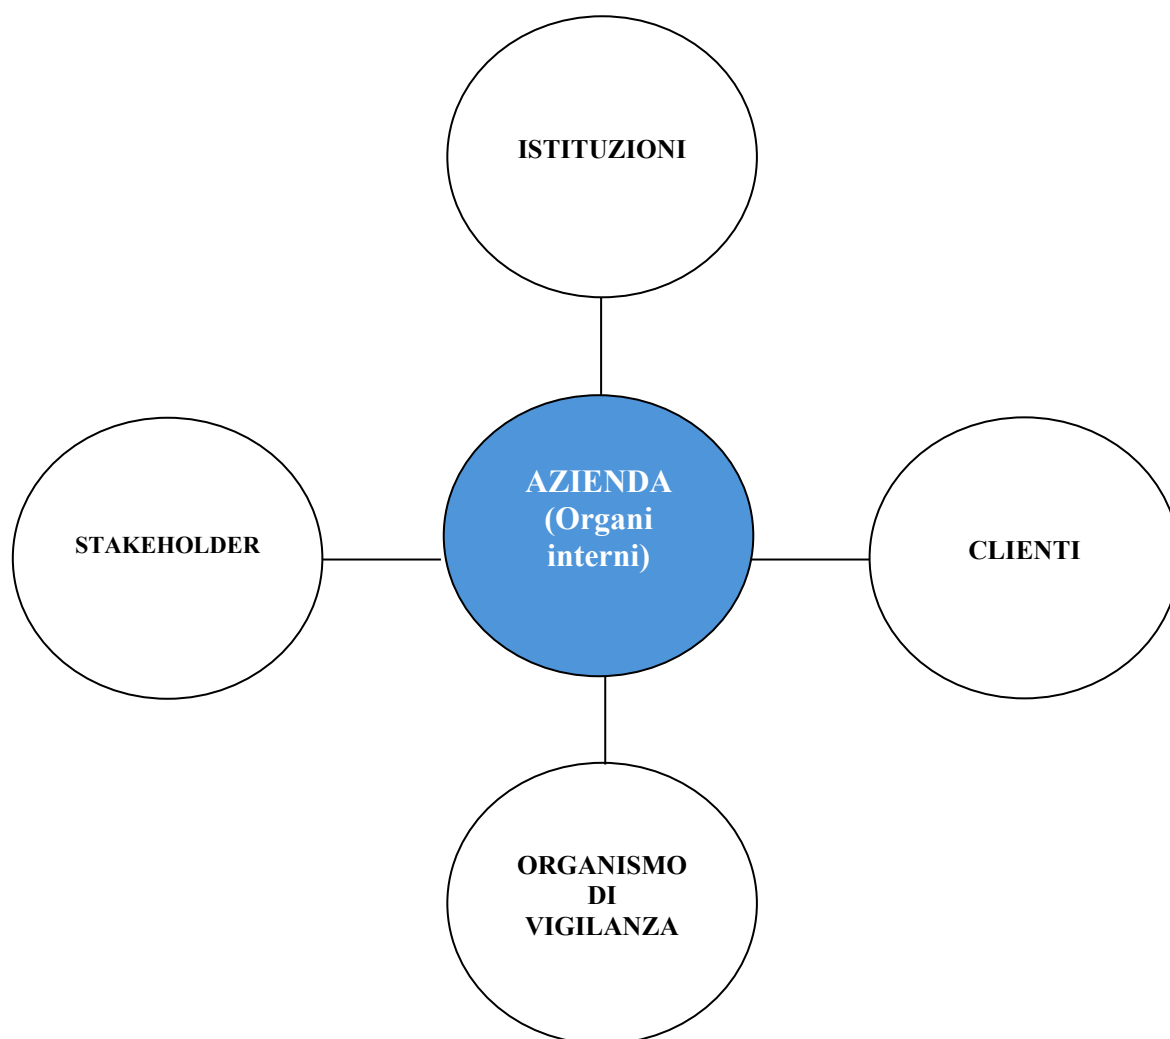 ISTITUZIONI
AZIENDA
(Organi
interni)
STAKEHOLDER
CLIENTI
ORGANISMO
DI
VIGILANZA